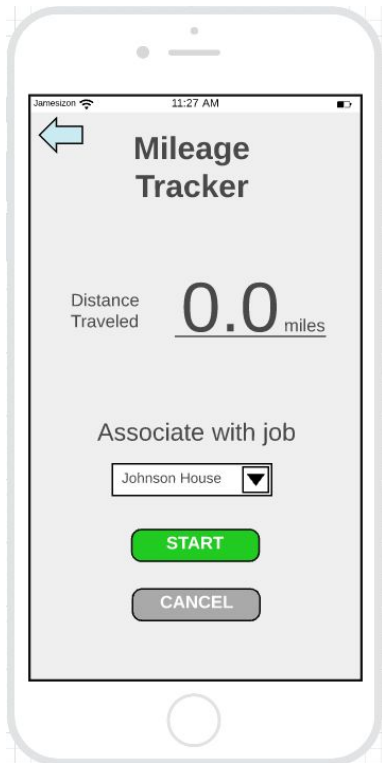 Jamesizon 11:27 AM
Mileage
Tracker
Distance
Traveled
0.0 miles
Associate with job
Johnson House
START
CANCEL